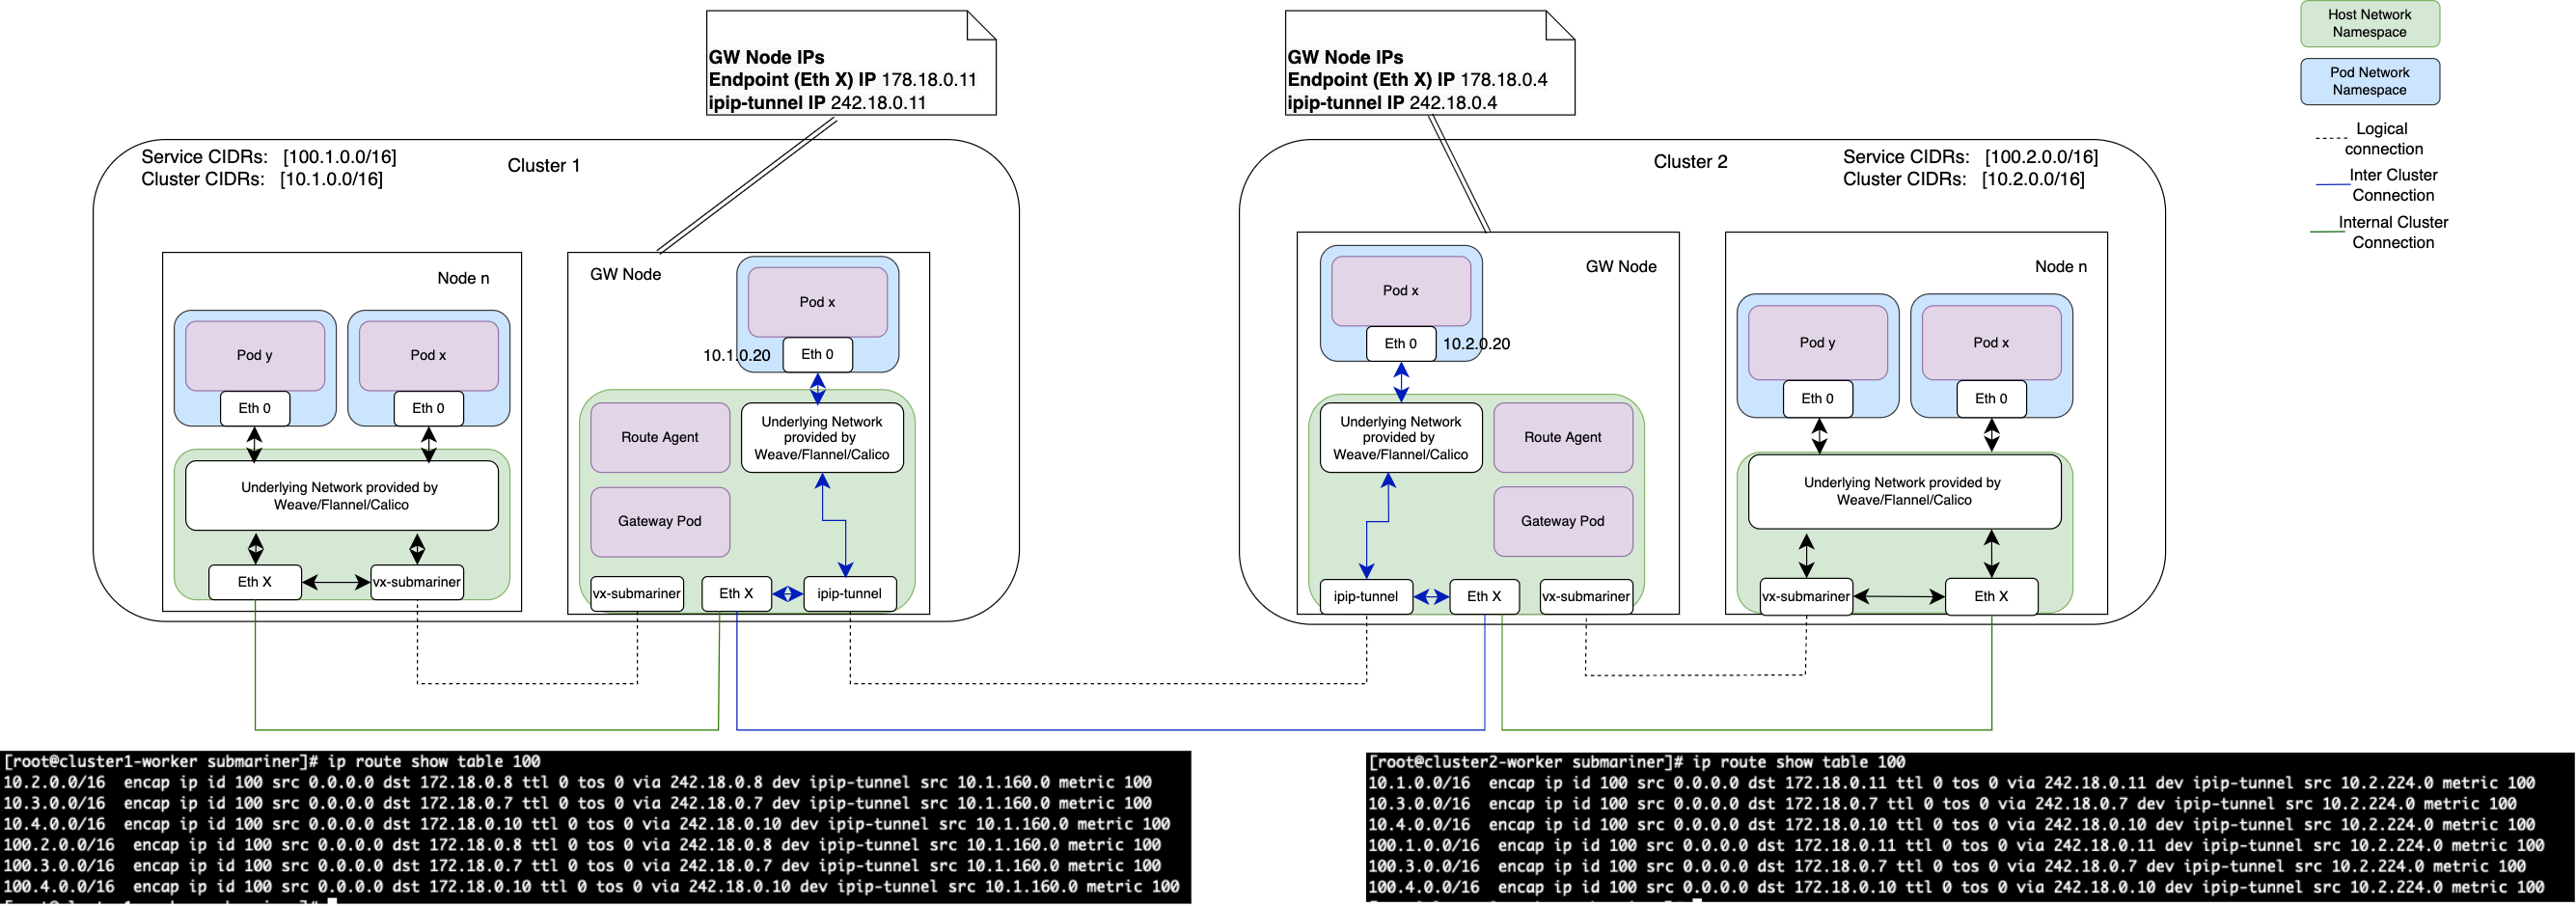 GW Node IPs
Endpoint (Eth X) IP 178.18.0.11
ipip-tunnel IP 242.18.0.11
GW Node IPs
Endpoint (Eth X) IP 178.18.0.4
ipip-tunnel IP 242.18.0.4
Host Network
Namespace
Pod Network
Namespace
Logical
connection
Inter Cluster
Connection
Internal Cluster
Connection
Service CIDRs: [100.1.0.0/16]
Cluster CIDRs: [10.1.0.0/16]
Cluster 1
Node n
Pod y
Pod x
Eth 0
Eth 0
Underlying Network provided by
Weave/Flannel/Calico
Eth X
vx-submariner
GW Node
Pod x
10.1.0.20
Eth 0
Route Agent
Underlying Network
provided by
Weave/Flannel/Calico
Gateway Pod
vx-submariner
Eth X
ipip-tunnel
Cluster 2
Service CIDRs: [100.2.0.0/16]
Cluster CIDRs: [10.2.0.0/16]
GW Node
Pod x
Eth 0
10.2.0.20
Underlying Network
provided by
Weave/Flannel/Calico
Route Agent
Gateway Pod
ipip-tunnel
Eth X
vx-submariner
Node n
Pod y
Pod x
Eth 0
Eth 0
Underlying Network provided by
Weave/Flannel/Calico
vx-submariner
Eth X
[root@cluster1-worker submariner]# ip route show table 100
10.2.0.0/16 encap ip id 100 src 0.0.0.0 dst 172.18.0.8 ttl 0 tos 0 via 242.18.0.8 dev ipip-tunnel src 10.1.160.0 metric 100
10.3.0.0/16 encap ip id 100 src 0.0.0.0 dst 172.18.0.7 ttl 0 tos 0 via 242.18.0.7 dev ipip-tunnel src 10.1.160.0 metric 100
10.4.0.0/16 encap ip id 100 src 0.0.0.0 dst 172.18.0.10 ttl 0 tos 0 via 242.18.0.10 dev ipip-tunnel src 10.1.160.0 metric 100
100.2.0.0/16 encap ip id 100 src 0.0.0.0 dst 172.18.0.8 ttl 0 tos 0 via 242.18.0.8 dev ipip-tunnel src 10.1.160.0 metric 100
100.3.0.0/16 encap ip id 100 src 0.0.0.0 dst 172.18.0.7 ttl 0 tos 0 via 242.18.0.7 dev ipip-tunnel src 10.1.160.0 metric 100
100.4.0.0/16 encap ip id 100 src 0.0.0.0 dst 172.18.0.10 ttl 0 tos 0 via 242.18.0.10 dev ipip-tunnel src 10.1.160.0 metric 100
[root@cluster2-worker submariner]# ip route show table 100
10.1.0.0/16 encap ip id 100 src 0.0.0.0 dst 172.18.0.11 ttl 0 tos 0 via 242.18.0.11 dev ipip-tunnel src 10.2.224.0 metric 100
10.3.0.0/16 encap ip id 100 src 0.0.0.0 dst 172.18.0.7 ttl 0 tos 0 via 242.18.0.7 dev ipip-tunnel src 10.2.224.0 metric 100
10.4.0.0/16 encap ip id 100 src 0.0.0.0 dst 172.18.0.10 ttl 0 tos 0 via 242.18.0.10 dev ipip-tunnel src 10.2.224.0 metric 100
100.1.0.0/16 encap ip id 100 src 0.0.0.0 dst 172.18.0.11 ttl 0 tos 0 via 242.18.0.11 dev ipip-tunnel src 10.2.224.0 metric 100
100.3.0.0/16 encap ip id 100 src 0.0.0.0 dst 172.18.0.7 ttl 0 tos 0 via 242.18.0.7 dev ipip-tunnel src 10.2.224.0 metric 100
100.4.0.0/16 encap ip id 100 src 0.0.0.0 dst 172.18.0.10 ttl 0 tos 0 via 242.18.0.10 dev ipip-tunnel src 10.2.224.0 metric 100